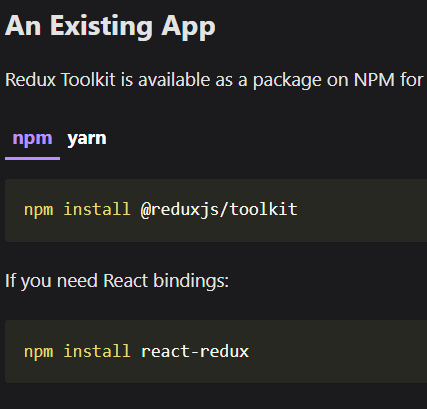 An Existing App
Redux Toolkit is available as a package on NPM for
npm yarn
npm install @reduxjs/toolkit
If you need React bindings:
npm install react-redux